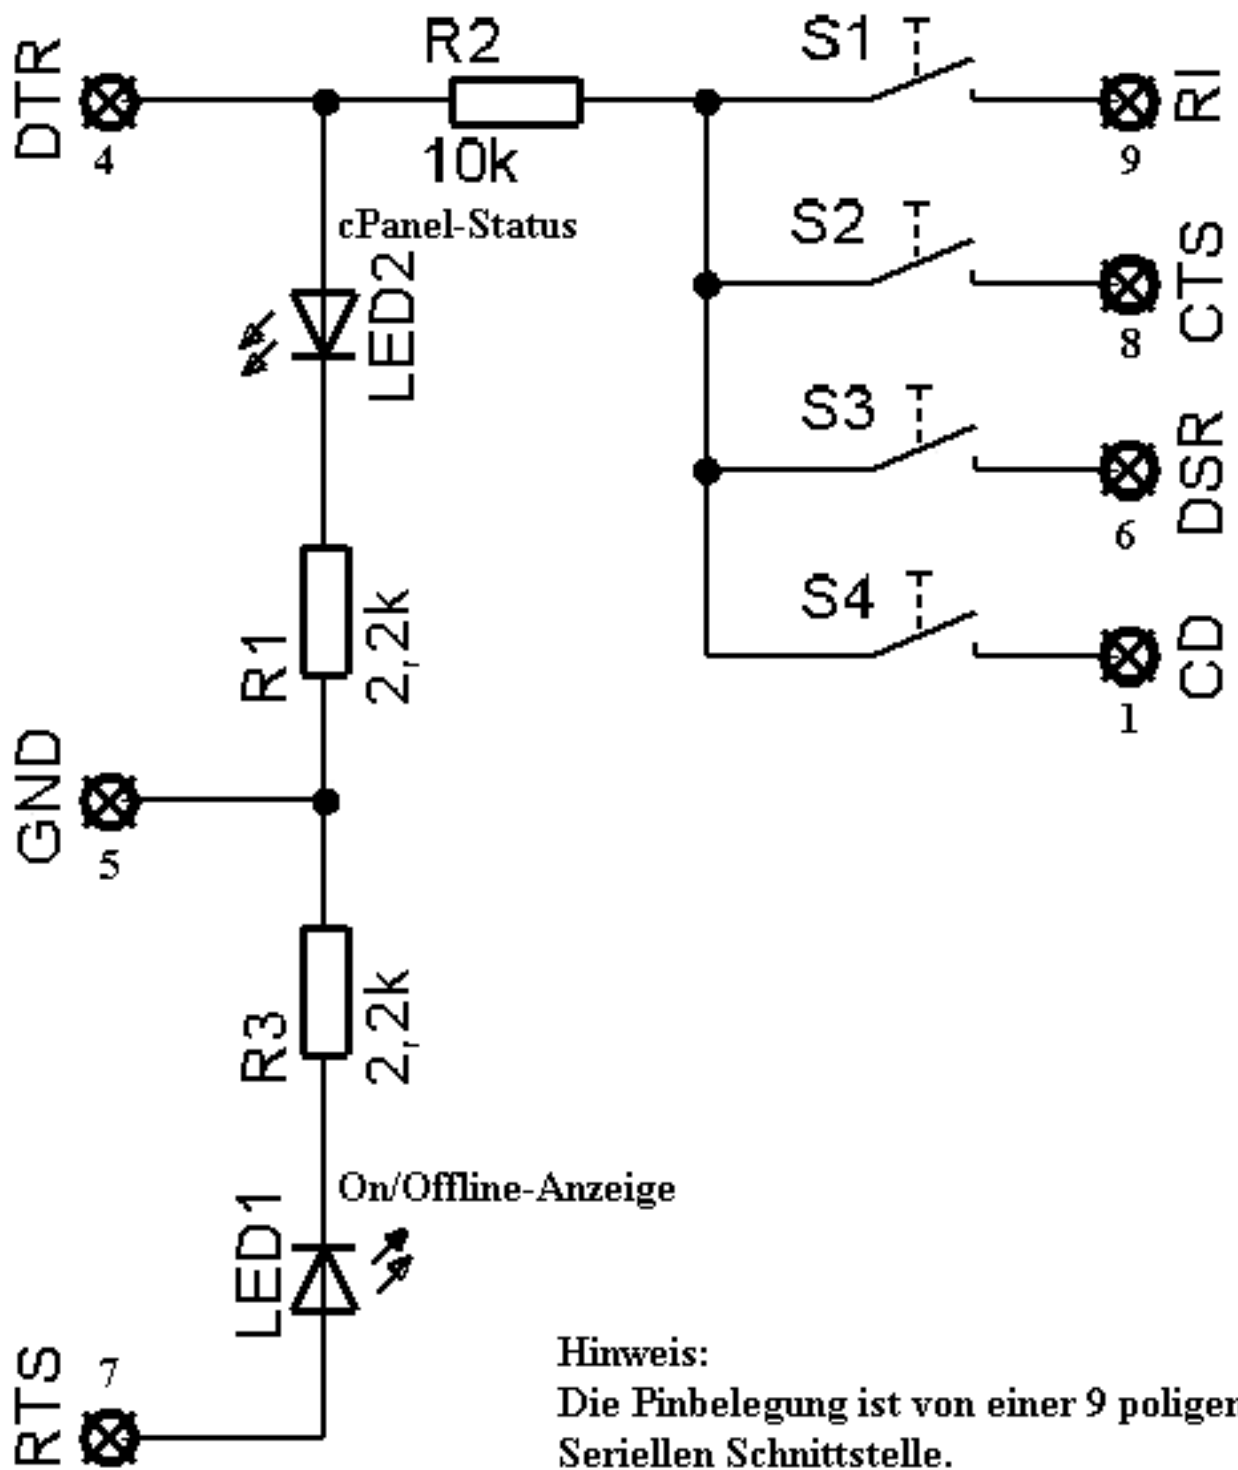 DTR
4
R2
10k
S1
RI
9
cPanel-Status
LED2
S2
CTS
8
S3
DSR
6
R1
2,2k
S4
CD
1
GND
5
R3
2,2k
On/Offline-Anzeige
LED1
RTS
7
Hinweis:
Die Pinbelegung ist von einer 9 poliger
Seriellen Schnittstelle.